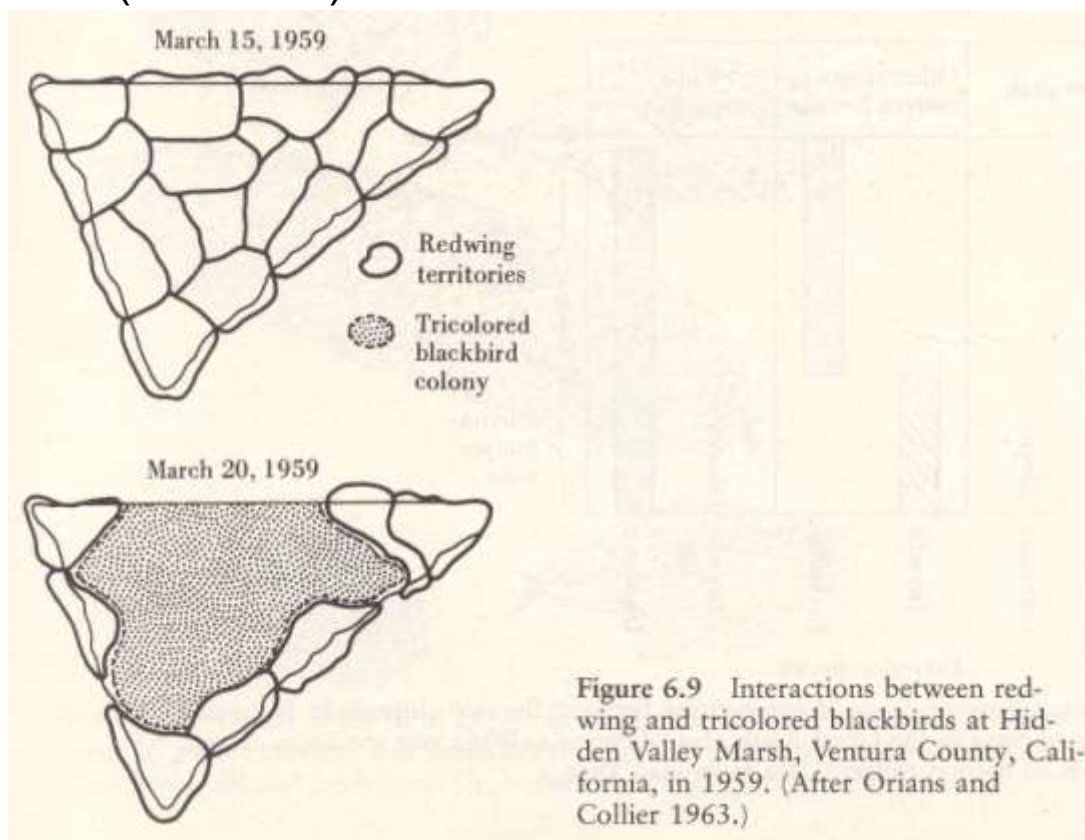 March 15, 1959
Redwing
territories
Tricolored
blackbird
colony
March 20, 1959
Figure 6.9 Interactions between red-
wing and tricolored blackbirds at Hid-
den Valley Marsh, Ventura County, Cali-
fornia, in 1959. (After Orians and
Collier 1963.)